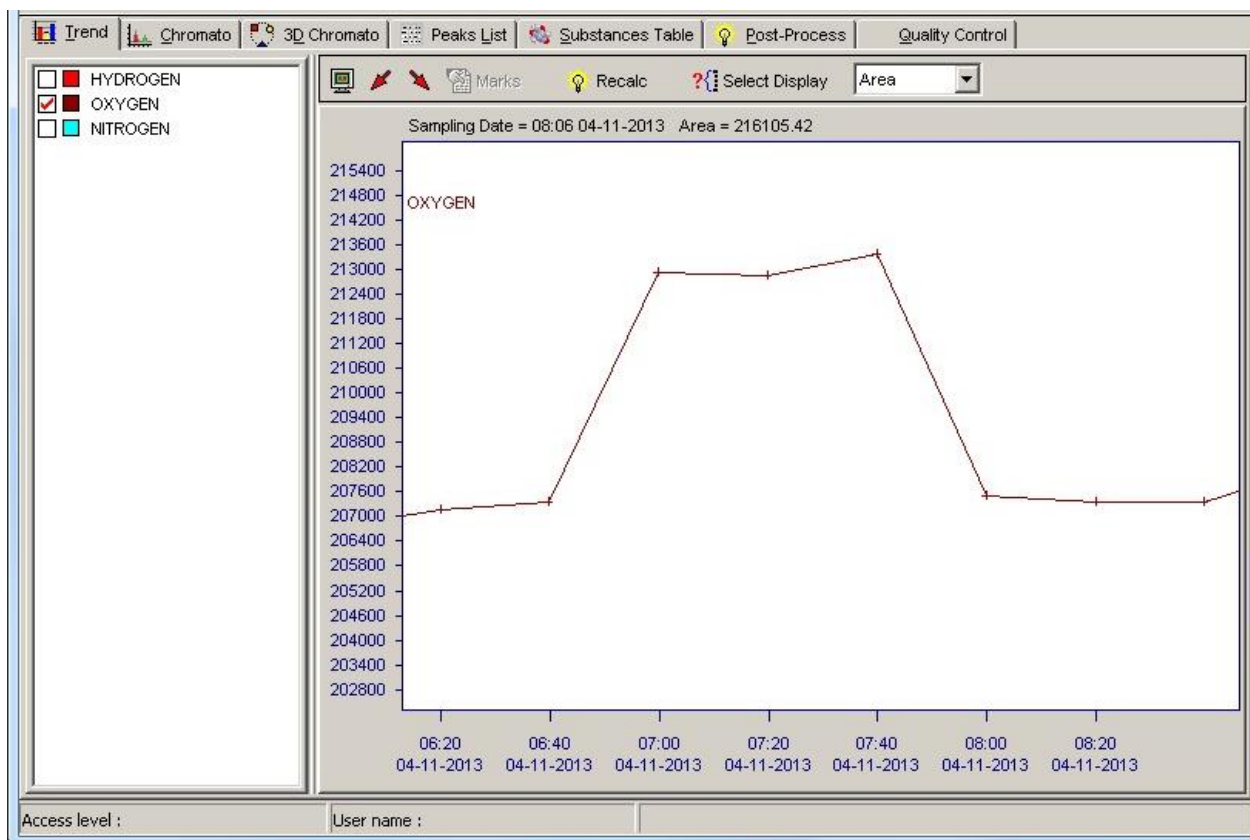 Trend Chromato 3D Chromato Peaks List Substances Table Post-Process Quality Control
HYDROGEN
OXYGEN
NITROGEN
Marks Recalc ?{ Select Display Area
Sampling Date = 08:06 04-11-2013 Area = 216105.42
215400
214800
OXYGEN
214200
213600
213000
212400
211800
211200
210600
210000
209400
208800
208200
207600
207000
206400
205800
205200
204600
204000
203400
202800
06:20 06:40 07:00 07:20 07:40 08:00 08:20
04-11-2013 04-11-2013 04-11-2013 04-11-2013 04-11-2013 04-11-2013 04-11-2013
Access level : User name :